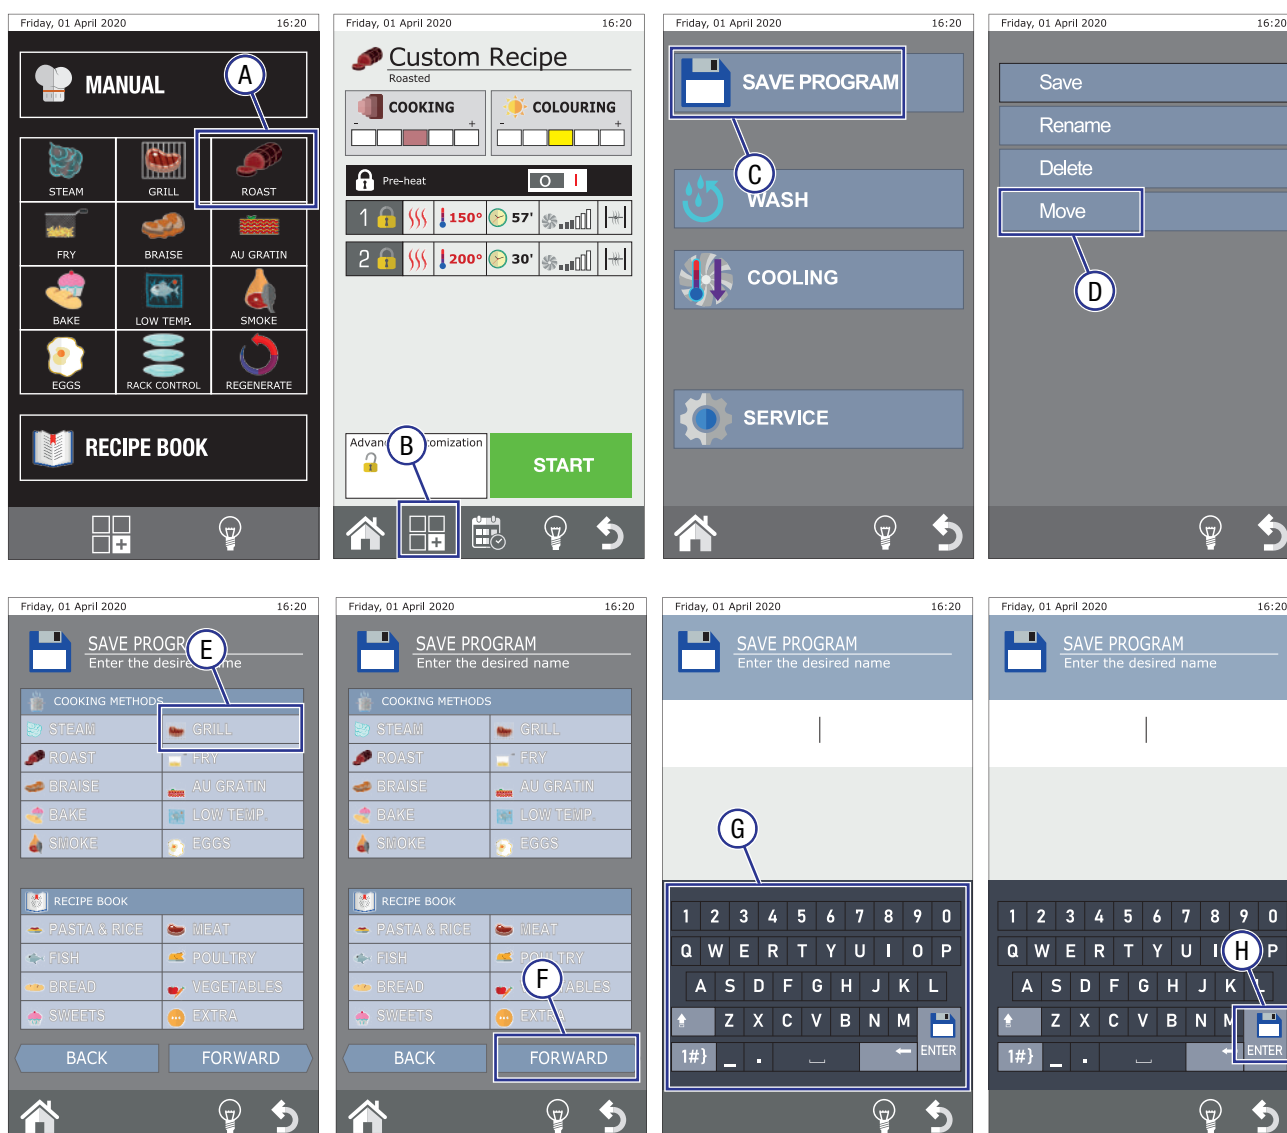 Friday, 01 April 2020 16:20
MANUAL
A
STEAM GRILL ROAST
FRY BRAISE AU GRATIN
BAKE LOW TEMP. SMOKE
EGGS RACK CONTROL REGENERATE
RECIPE BOOK
Friday, 01 April 2020 16:20
Custom Recipe
Roasted
COOKING COLOURING
- + - +
Pre-heat O I
1 150° 57'
2 200° 30'
B
START
Friday, 01 April 2020 16:20
SAVE PROGRAM
C
WASH
COOLING
SERVICE
Friday, 01 April 2020 16:20
Save
Rename
Delete
Move
D
Friday, 01 April 2020 16:20
SAVE PROGR
E
Enter the desire me
COOKING METHODS
STEAM GRILL
ROAST FRY
BRAISE AU GRATIN
BAKE LOW TEMP.
SMOKE EGGS
RECIPE BOOK
PASTA & RICE MEAT
FISH POULTRY
BREAD VEGETABLES
SWEETS EXTRA
BACK FORWARD
Friday, 01 April 2020 16:20
SAVE PROGRAM
Enter the desired name
COOKING METHODS
STEAM GRILL
ROAST FRY
BRAISE AU GRATIN
BAKE LOW TEMP.
SMOKE EGGS
RECIPE BOOK
PASTA & RICE MEAT
FISH POULTRY
F
BREAD ABLES
SWEETS EXTRA
BACK FORWARD
Friday, 01 April 2020 16:20
SAVE PROGRAM
Enter the desired name
G
1 2 3 4 5 6 7 8 9 0
Q W E R T Y U I O P
A S D F G H J K L
Z X C V B N M
1#} _ . ENTER
Friday, 01 April 2020 16:20
SAVE PROGRAM
Enter the desired name
1 2 3 4 5 6 7 8 9 0
Q W E R T Y U I P
H
A S D F G H J K L
Z X C V B N M
1#} _ . ENTER